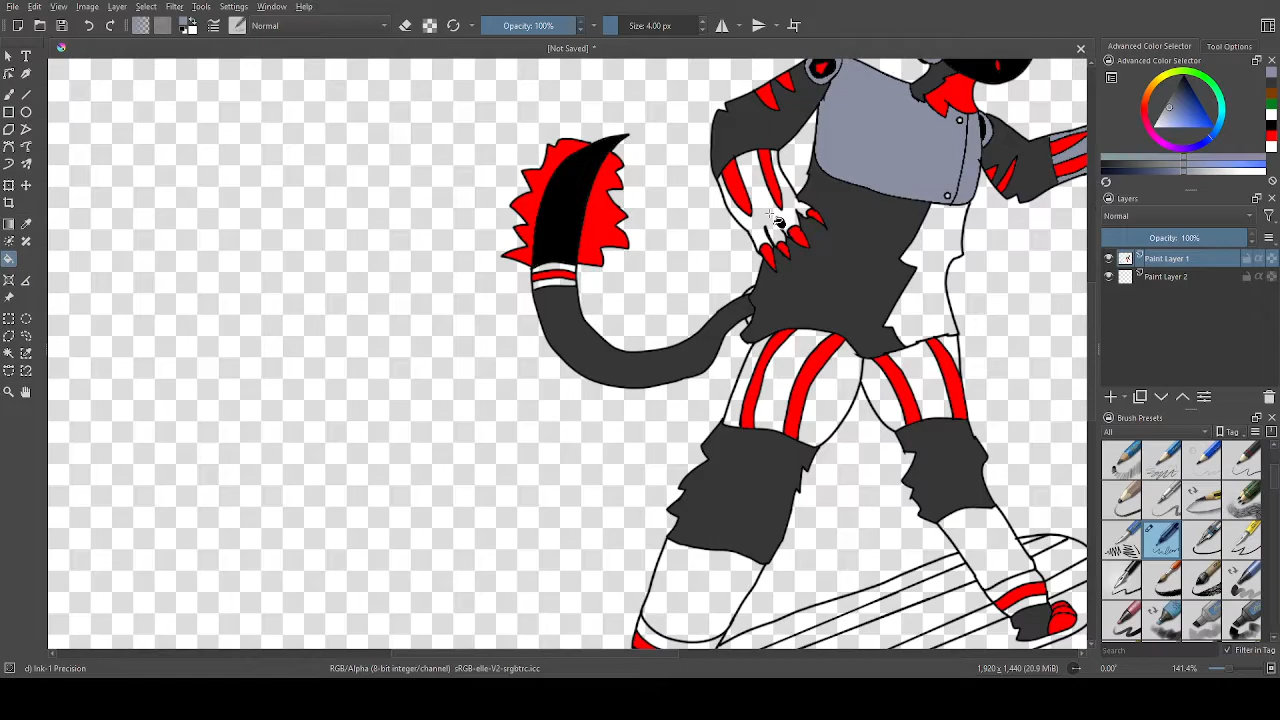 File Edit View Image Layer Select Filter Tools Settings Window Help
Normal
Opacity: 100%
Size: 4.00 px
[Not Saved] *
Advanced Color Selector
Tool Options
Advanced Color Selector
Layers
Normal
Opacity: 100%
Paint Layer 1
Paint Layer 2
Brush Presets
All
Tag
Search
Filter in Tag
d) Ink-1 Precision
RGB/Alpha (8-bit integer/channel) sRGB-elle-V2-srgbtrc.icc
1,920 x 1,440 (20.9 MiB)
0.00°
141.4%